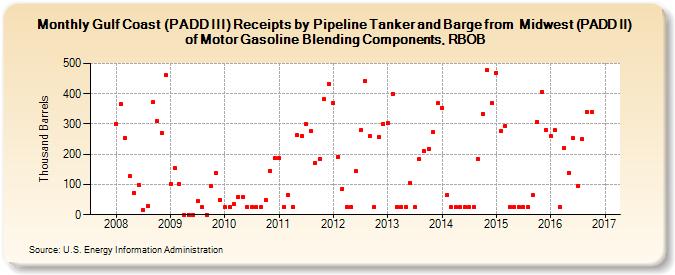 Monthly Gulf Coast (PADD III) Receipts by Pipeline Tanker and Barge from Midwest (PADD II)
of Motor Gasoline Blending Components, RBOB
Thousand Barrels
500
400
300
200
100
0
2008 2009 2010 2011 2012 2013 2014 2015 2016 2017
Source: U.S. Energy Information Administration